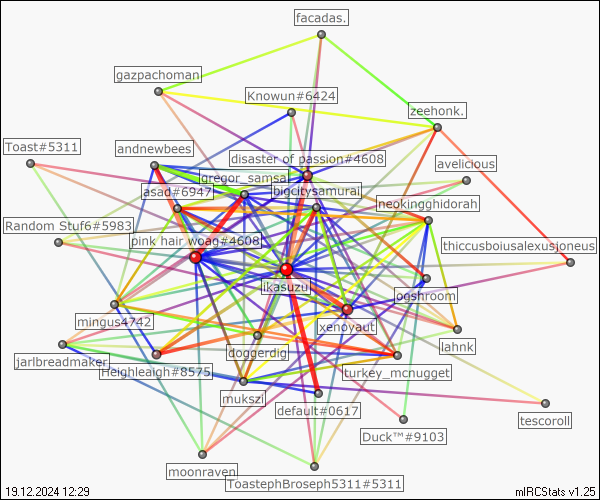 facadas.
gazpachoman
Knowun#6424
zeehonk.
Toast#5311
andnewbees
disaster of passion#4608
avelicious
gregor_samsa
asad#6947
bigcitysamurai
neokingghidorah
Random Stuf6#5983
pink hair woag#4608
thiccusboiusalexusjoneus
ikasuzu
ogshroom
mingus4742
xenoyaut
lahnk
jarlbreadmaker
doggerdig
Heighleigh#8575
turkey_mcnugget
mukszi
default#0617
tescoroll
Duck™#9103
moonraven
ToastephBroseph5311#5311
19.12.2024 12:29
mIRCStats v1.25